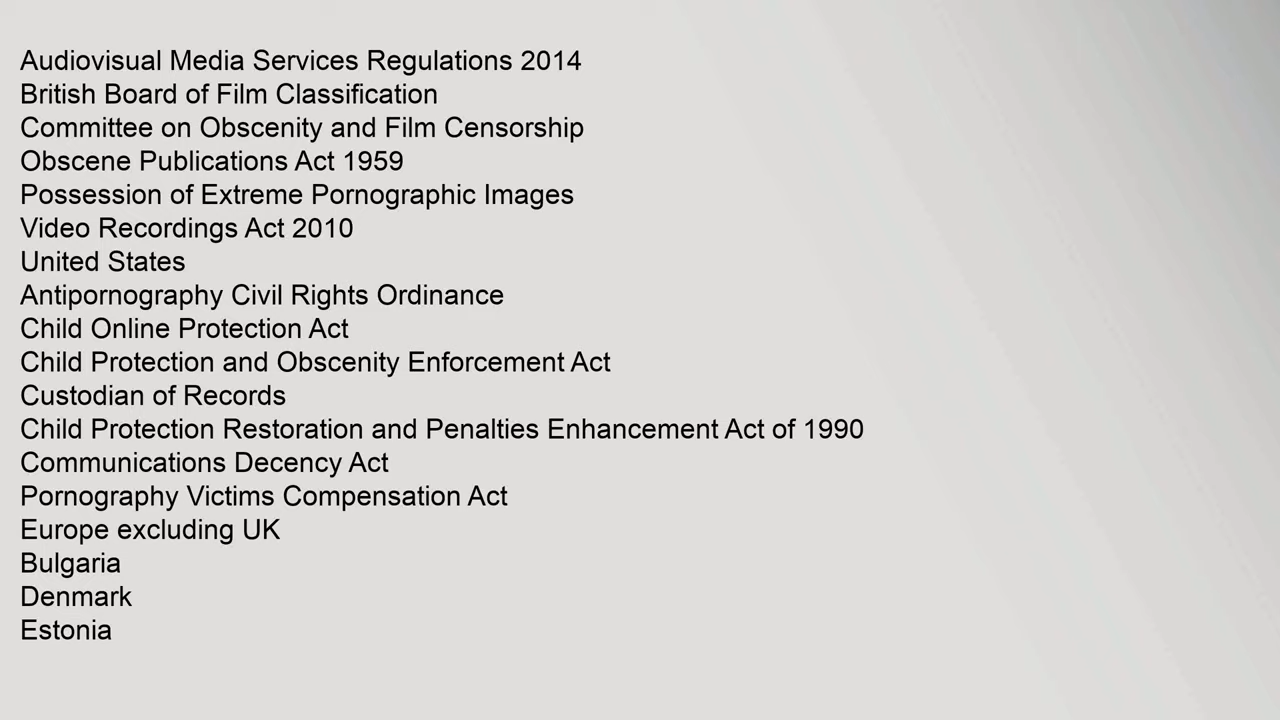 Audiovisual Media Services Regulations 2014
British Board of Film Classification
Committee on Obscenity and Film Censorship
Obscene Publications Act 1959
Possession of Extreme Pornographic Images
Video Recordings Act 2010
United States
Antipornography Civil Rights Ordinance
Child Online Protection Act
Child Protection and Obscenity Enforcement Act
Custodian of Records
Child Protection Restoration and Penalties Enhancement Act of 1990
Communications Decency Act
Pornography Victims Compensation Act
Europe excluding UK
Bulgaria
Denmark
Estonia